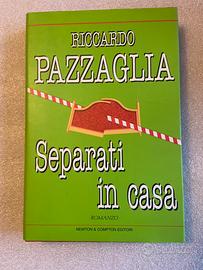 RICCARDO
PAZZAGLIA
Separati
in casa
ROMANZO
NEWTON & COMPTON EDITORI